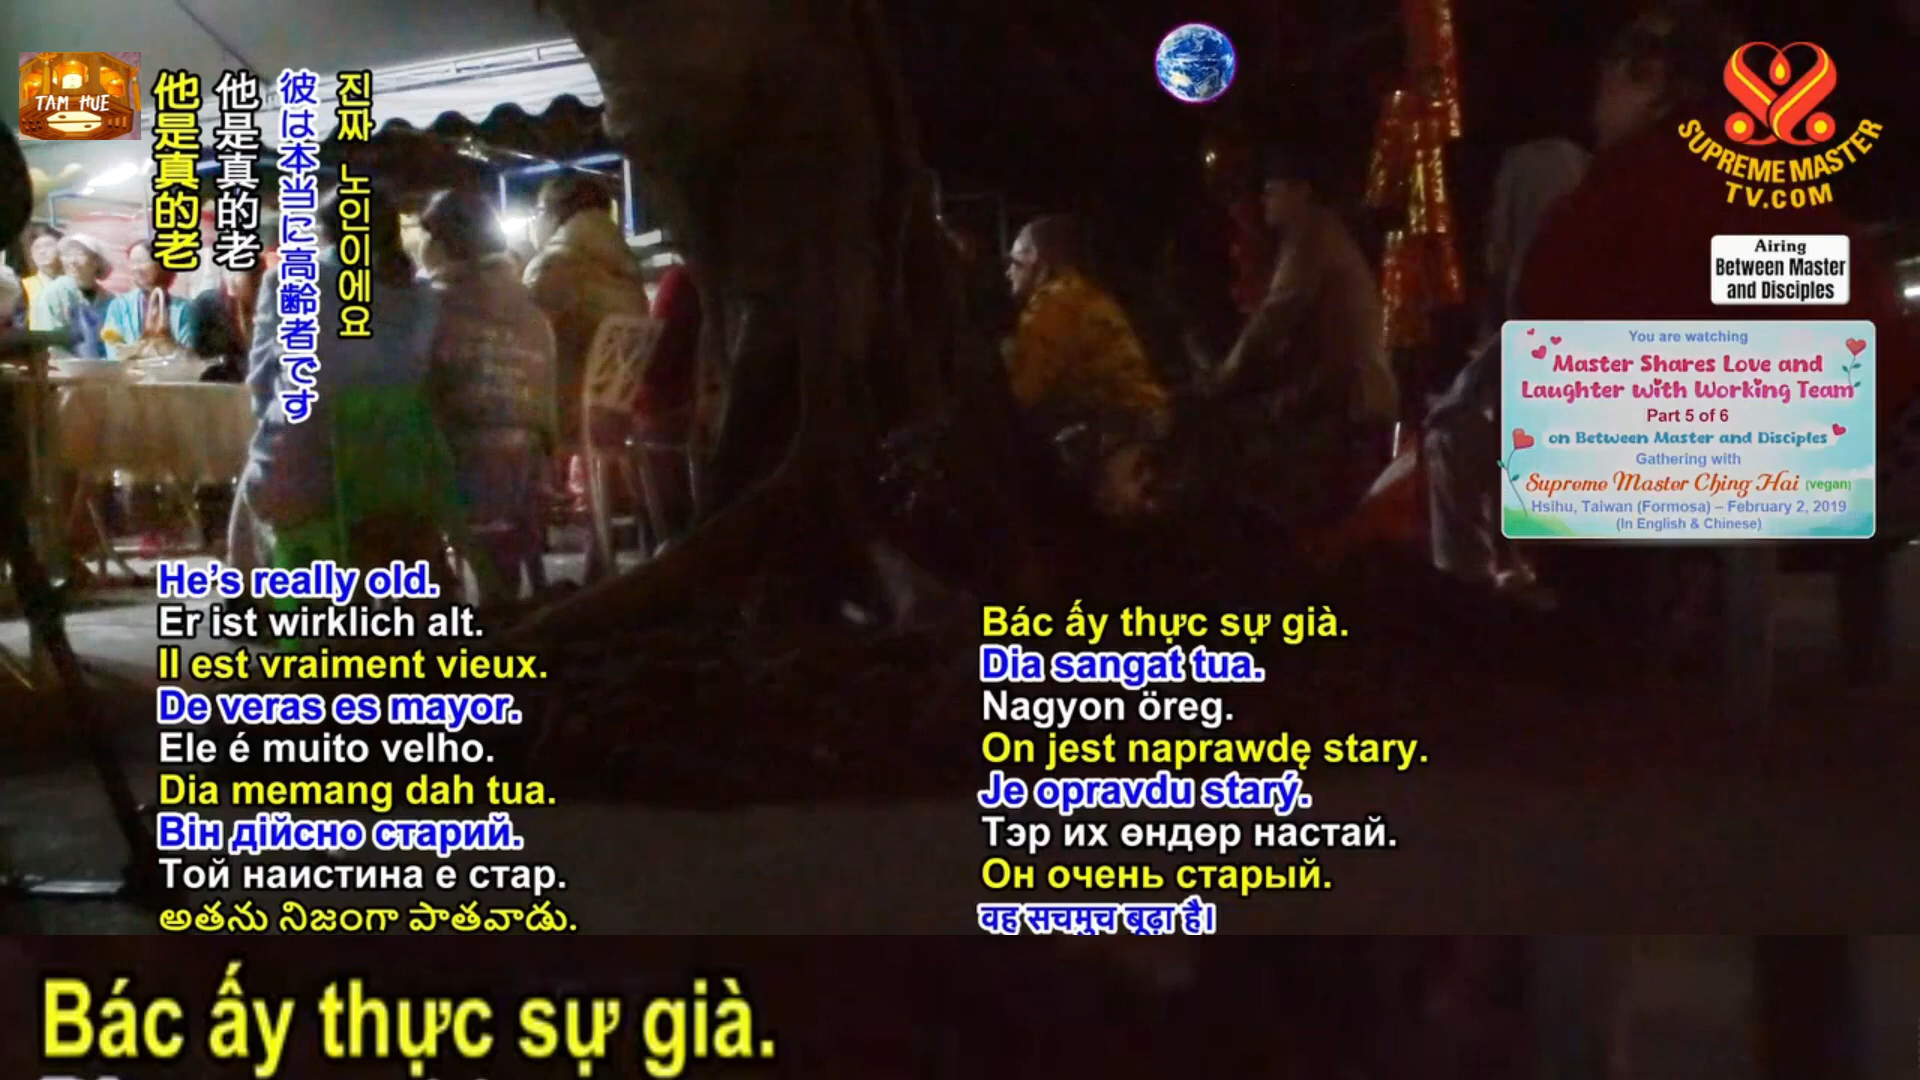 TAM HUE
他是真的老
他是真的老
彼は本当に高齢者です
진짜 노인이에요
SUPREME MASTER
TV.COM
Airing
Between Master
and Disciples
You are watching
Master Shares Love and
Laughter with Working Team
Part 5 of 6
on Between Master and Disciples
Gathering with
Supreme Master Ching Hai (vegan)
Hsihu, Taiwan (Formosa) – February 2, 2019
(In English & Chinese)
He's really old.
Er ist wirklich alt.
Il est vraiment vieux.
De veras es mayor.
Ele é muito velho.
Dia memang dah tua.
Він дійсно старий.
Той наистина е стар.
అతను నిజంగా పాతవాడు.
Bác ấy thực sự già.
Dia sangat tua.
Nagyon öreg.
On jest naprawdę stary.
Je opravdu starý.
Тэр их өндөр настай.
Он очень старый.
वह सचमुच बूढ़ा है।
Bác ấy thực sự già.